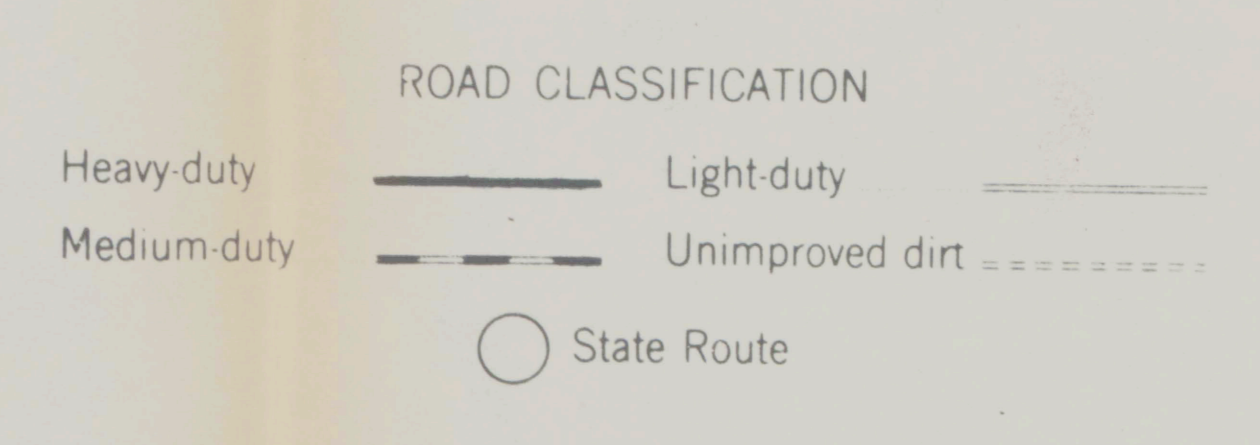 ROAD CLASSIFICATION
Heavy-duty
Light-duty
Medium-duty
Unimproved dirt
State Route